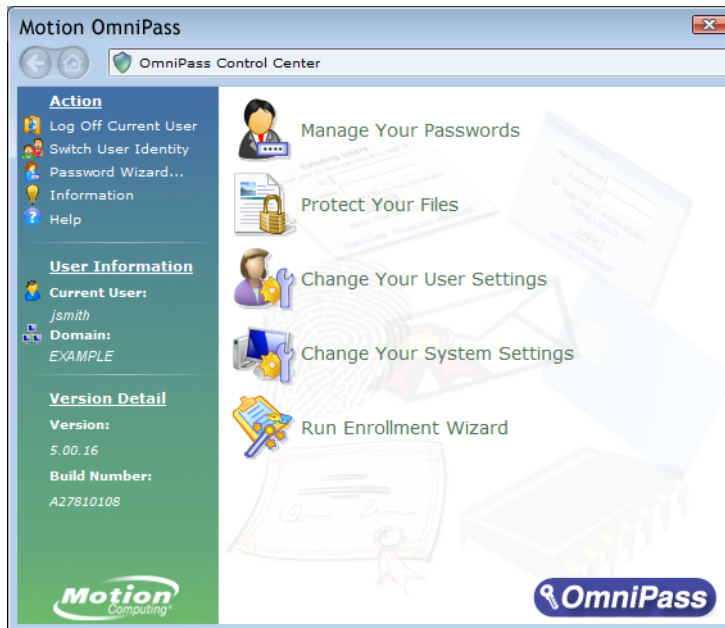 Motion OmniPass
OmniPass Control Center
Action
Log Off Current User
Switch User Identity
Password Wizard...
Information
Help
User Information
Current User:
jsmith
Domain:
EXAMPLE
Version Detail
Version:
5.00.16
Build Number:
A27810108
Motion
Computing®
Manage Your Passwords
Protect Your Files
Change Your User Settings
Change Your System Settings
Run Enrollment Wizard
Existing users
OmniPass